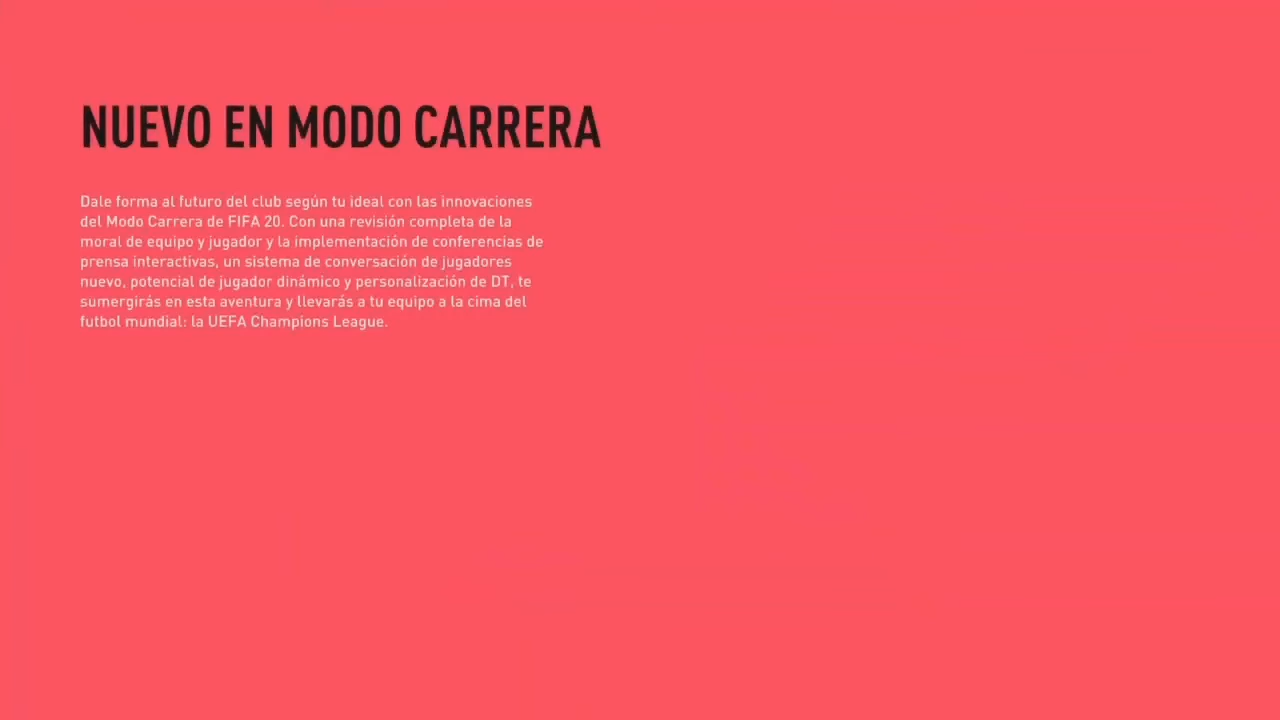 NUEVO EN MODO CARRERA
Dale forma al futuro del club según tu ideal con las innovaciones
del Modo Carrera de FIFA 20. Con una revisión completa de la
moral de equipo y jugador y la implementación de conferencias de
prensa interactivas, un sistema de conversación de jugadores
nuevo, potencial de jugador dinámico y personalización de DT, te
sumergirás en esta aventura y llevarás a tu equipo a la cima del
futbol mundial: la UEFA Champions League.